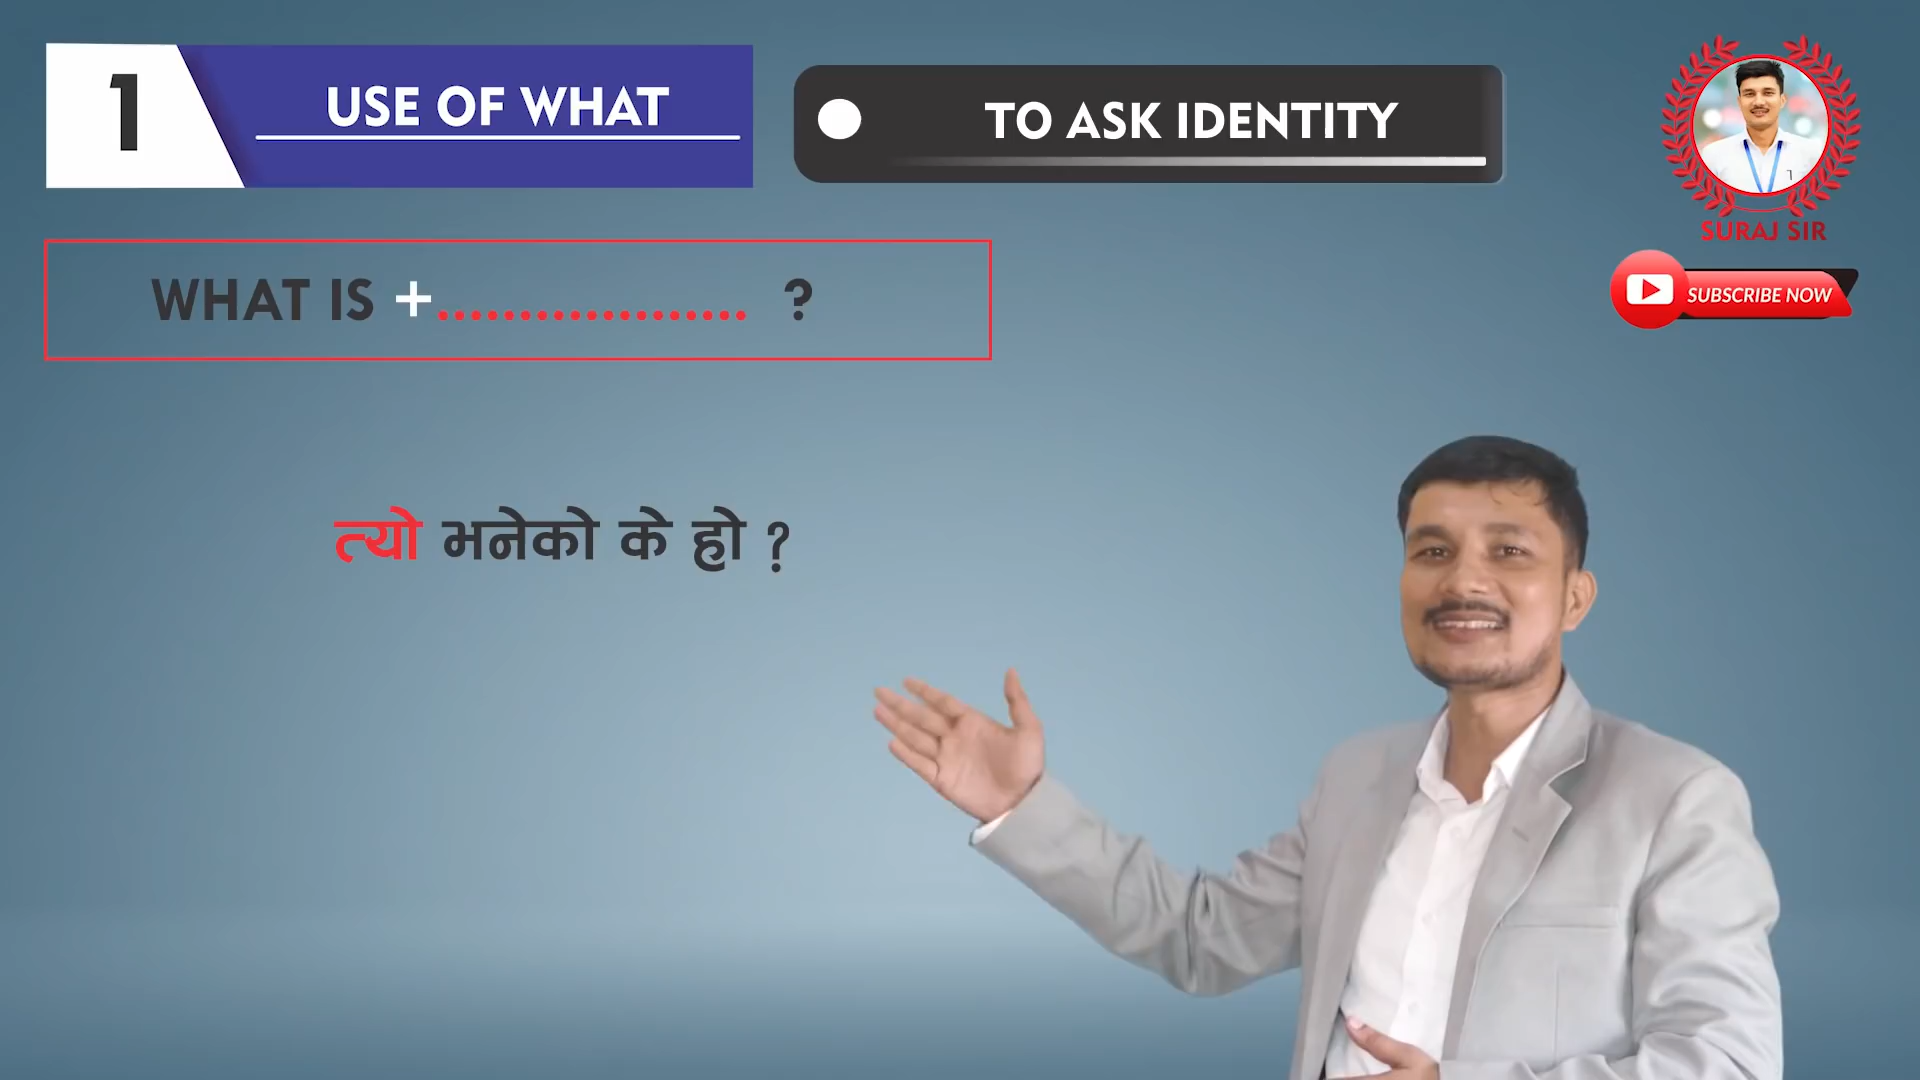 1
USE OF WHAT
TO ASK IDENTITY
SURAJ SIR
SUBSCRIBE NOW
WHAT IS +................... ?
त्यो भनेको के हो ?